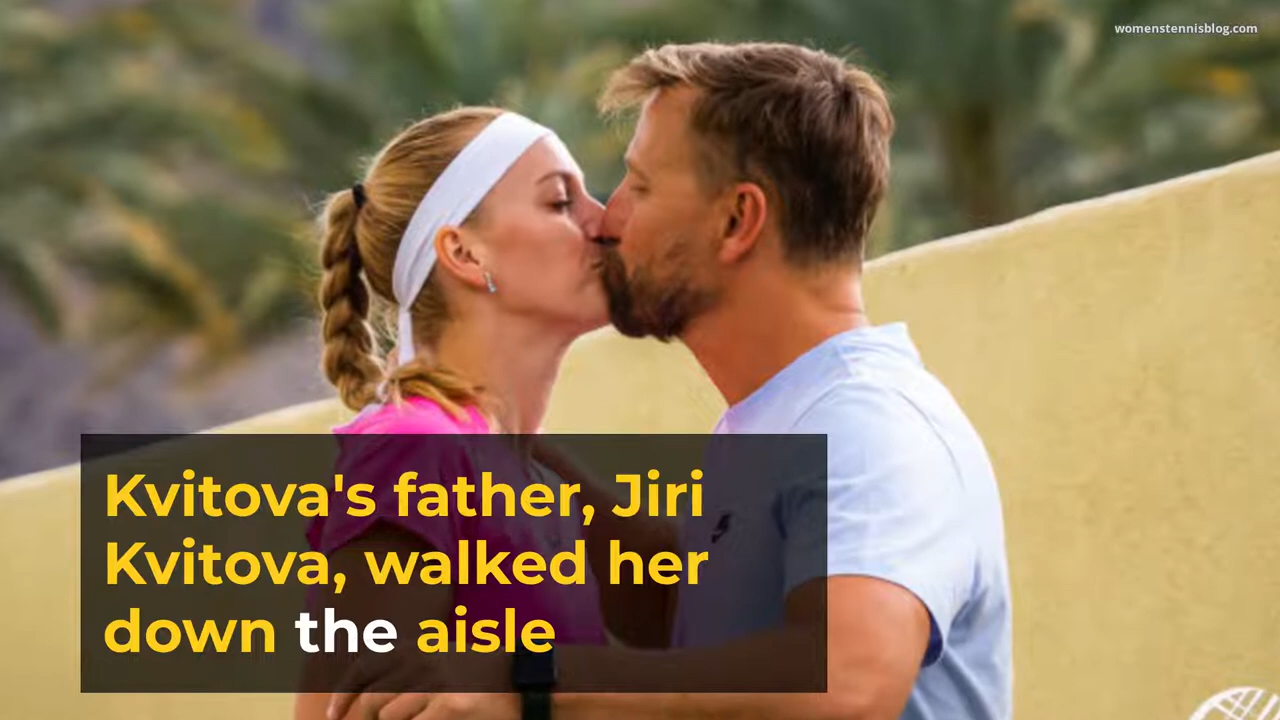 womenstennisblog.com
Kvitova's father, Jiri
Kvitova, walked her
down the aisle